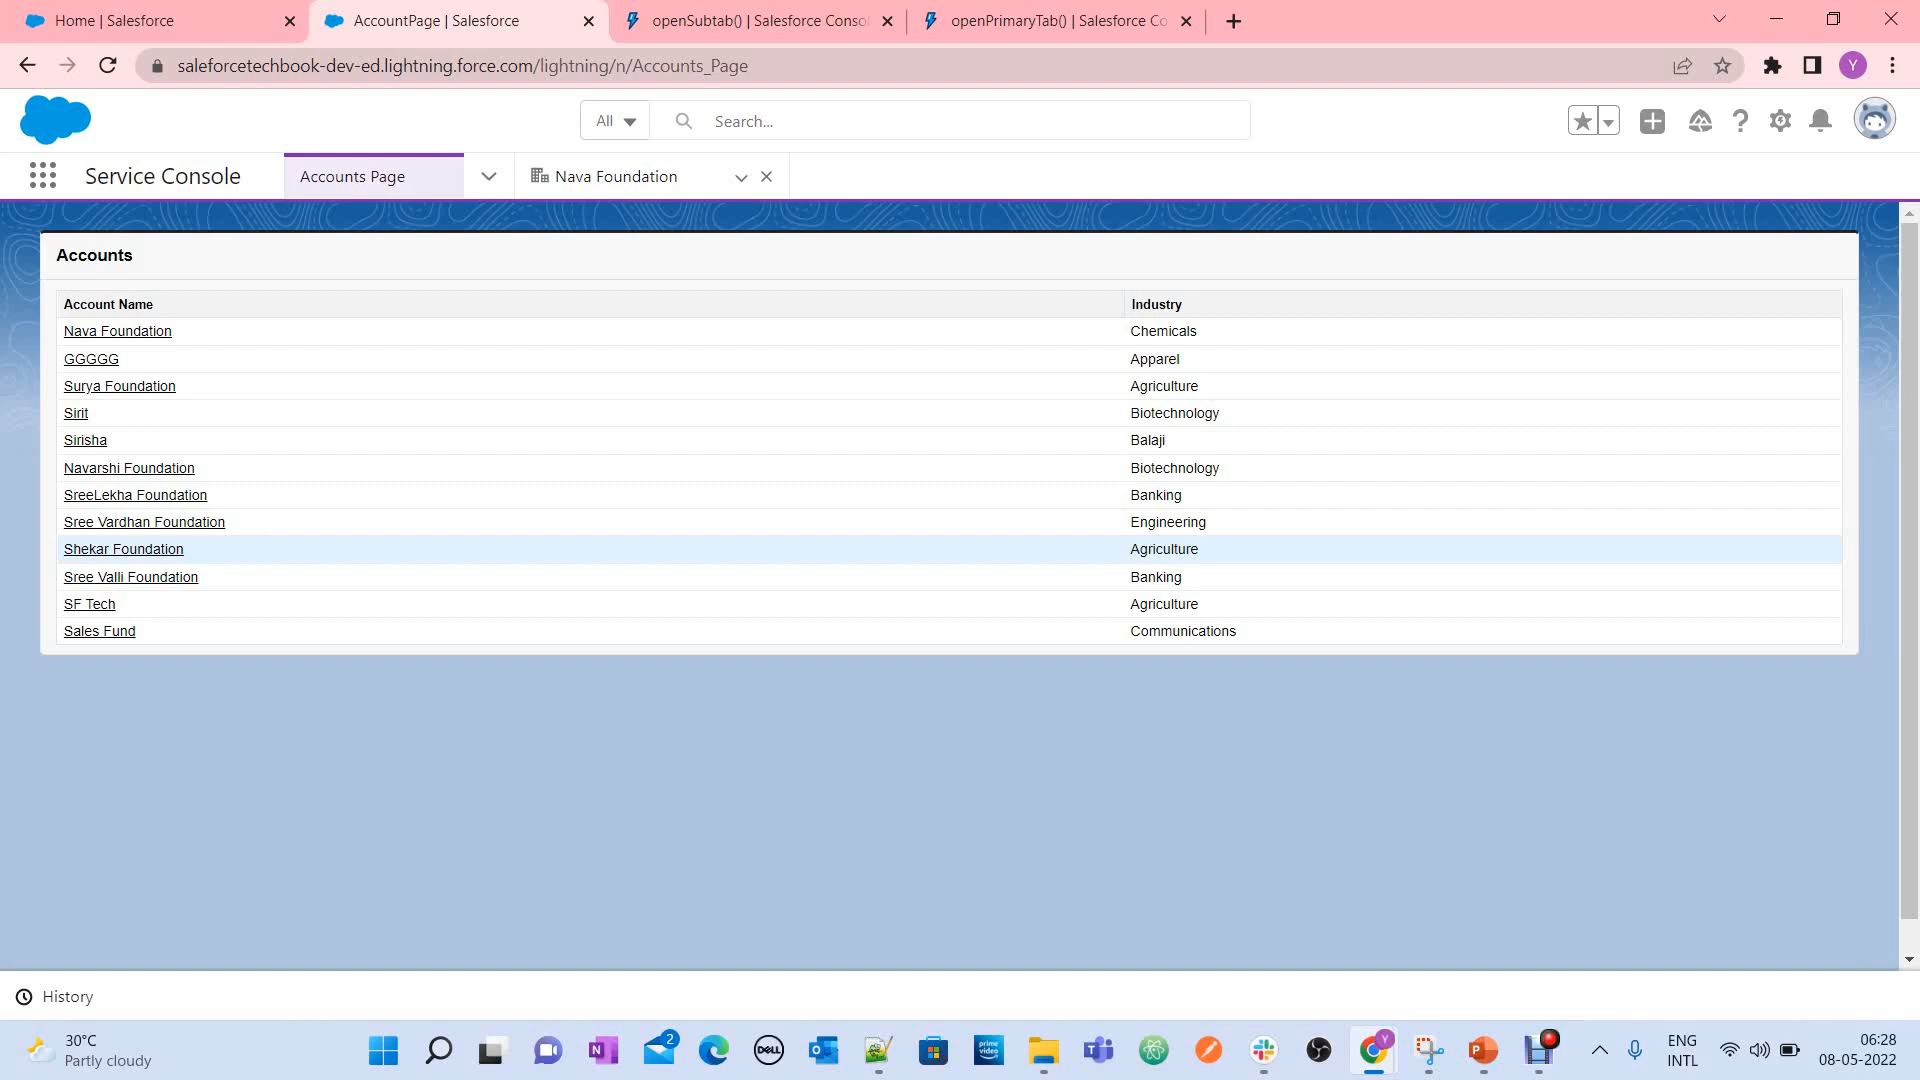 Home | Salesforce
AccountPage | Salesforce
openSubtab() | Salesforce Conso
openPrimaryTab() | Salesforce Co
saleforcetechbook-dev-ed.lightning.force.com/lightning/n/Accounts_Page
Y
All
Search...
Service Console
Accounts Page
Nava Foundation
Accounts
Account Name Industry
Nava Foundation Chemicals
GGGGG Apparel
Surya Foundation Agriculture
Sirit Biotechnology
Sirisha Balaji
Navarshi Foundation Biotechnology
SreeLekha Foundation Banking
Sree Vardhan Foundation Engineering
Shekar Foundation Agriculture
Sree Valli Foundation Banking
SF Tech Agriculture
Sales Fund Communications
History
30°C
Partly cloudy
2
DELL
prime video
ENG
INTL
06:28
08-05-2022